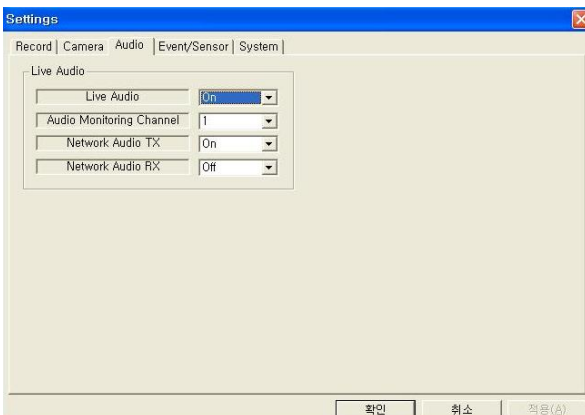 Settings
Record Camera Audio Event/Sensor System
Live Audio
Live Audio On
Audio Monitoring Channel 1
Network Audio TX On
Network Audio RX Off
확인 취소 적용(A)